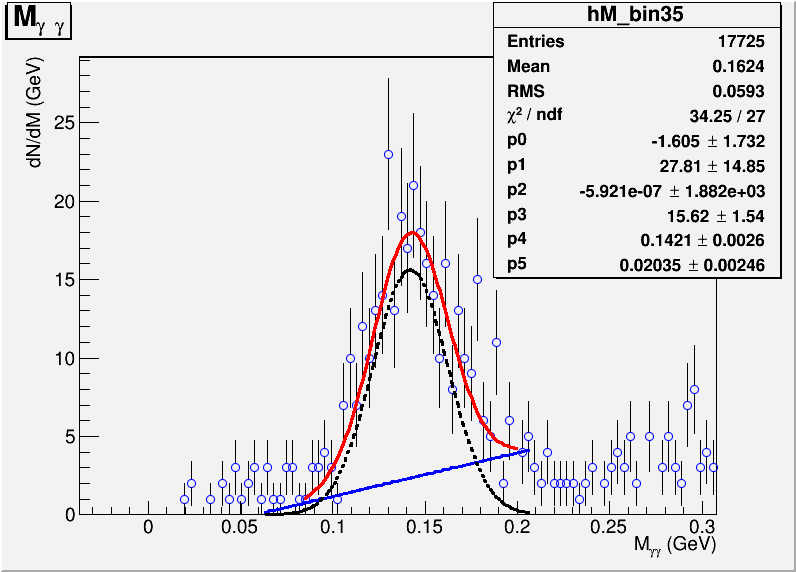 Mγ γ
hM_bin35
Entries 17725
Mean 0.1624
RMS 0.0593
χ² / ndf 34.25 / 27
p0 -1.605 ± 1.732
p1 27.81 ± 14.85
p2 -5.921e-07 ± 1.882e+03
p3 15.62 ± 1.54
p4 0.1421 ± 0.0026
p5 0.02035 ± 0.00246
dN/dM (GeV)
25
20
15
10
5
0
0 0.05 0.1 0.15 0.2 0.25 0.3
Mγγ (GeV)